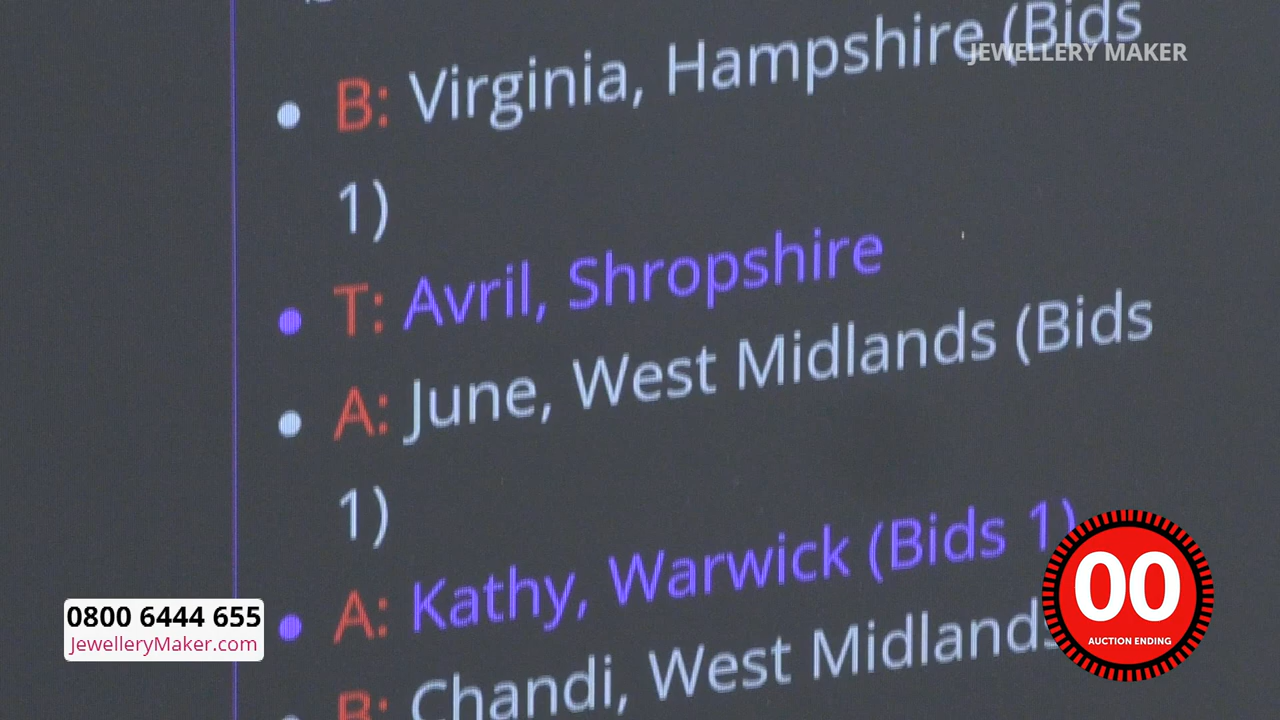 JEWELLERY MAKER
B: Virginia, Hampshire (Bids
1)
T: Avril, Shropshire
A: June, West Midlands (Bids
1)
A: Kathy, Warwick (Bids 1)
B: Chandi, West Midlands
0800 6444 655
JewelleryMaker.com
00
AUCTION ENDING